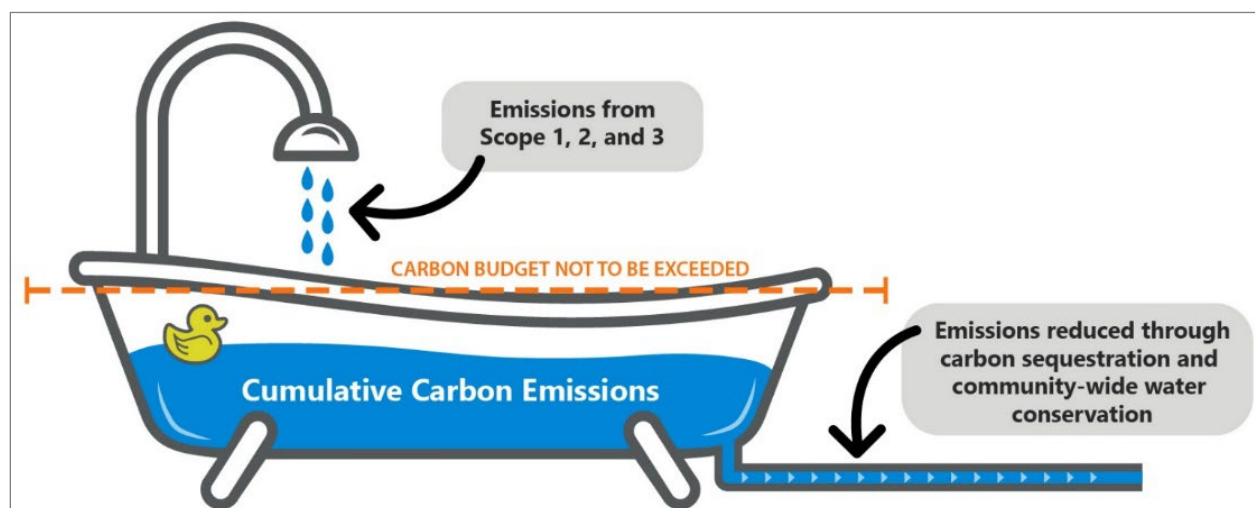 Emissions from
Scope 1, 2, and 3
CARBON BUDGET NOT TO BE EXCEEDED
Emissions reduced through
carbon sequestration and
community-wide water
conservation
Cumulative Carbon Emissions